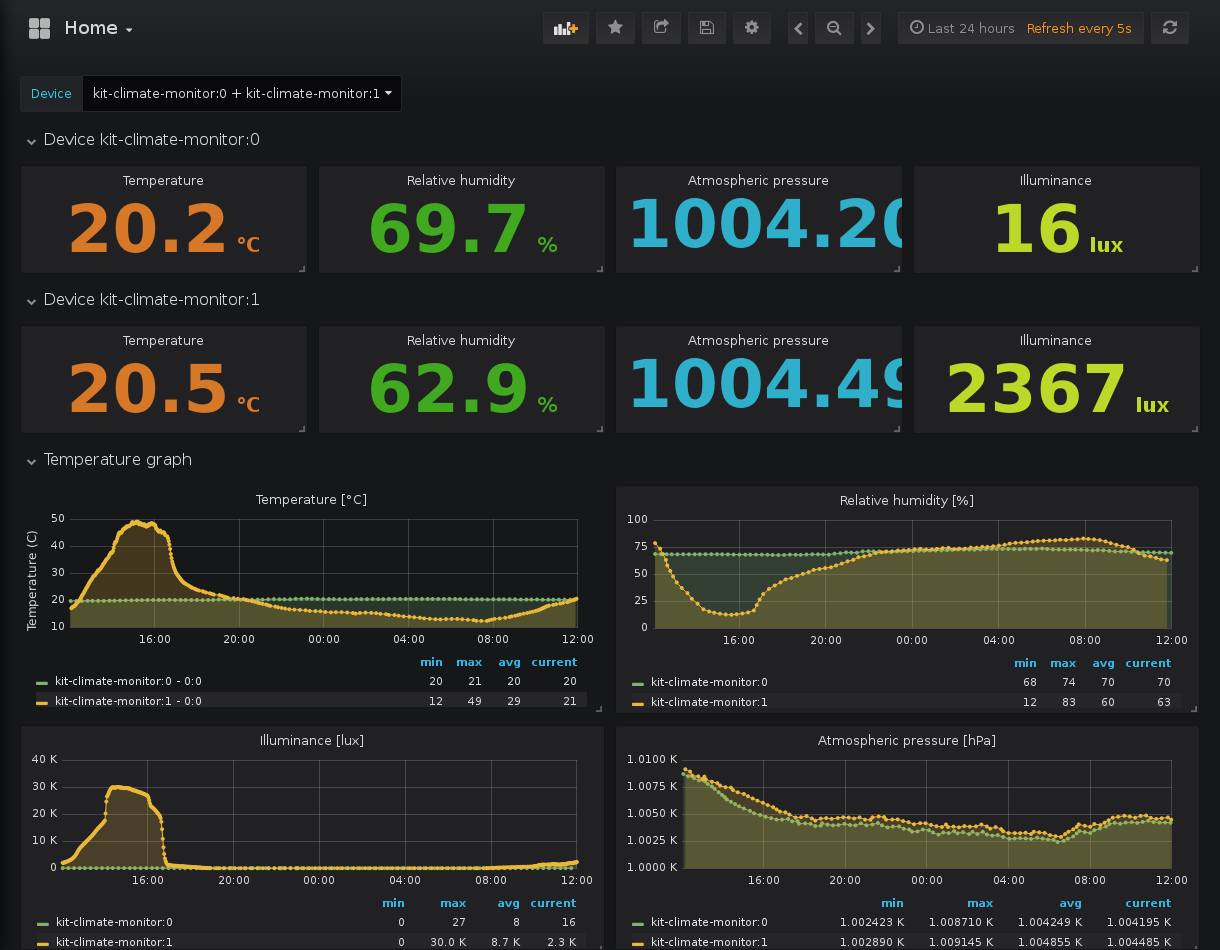 Home
Last 24 hours Refresh every 5s
Device kit-climate-monitor:0 + kit-climate-monitor:1
Device kit-climate-monitor:0
Temperature Relative humidity Atmospheric pressure Illuminance
20.2 °C 69.7 % 1004.20 16 lux
Device kit-climate-monitor:1
Temperature Relative humidity Atmospheric pressure Illuminance
20.5 °C 62.9 % 1004.49 2367 lux
Temperature graph
Temperature [°C]
Temperature (C)
50
40
30
20
10
16:00 20:00 00:00 04:00 08:00 12:00
min max avg current
kit-climate-monitor:0 - 0:0 20 21 20 20
kit-climate-monitor:1 - 0:0 12 49 29 21
Relative humidity [%]
100
75
50
25
0
16:00 20:00 00:00 04:00 08:00 12:00
min max avg current
kit-climate-monitor:0 68 74 70 70
kit-climate-monitor:1 12 83 60 63
Illuminance [lux]
40 K
30 K
20 K
10 K
0
16:00 20:00 00:00 04:00 08:00 12:00
min max avg current
kit-climate-monitor:0 0 27 8 16
kit-climate-monitor:1 0 30.0 K 8.7 K 2.3 K
Atmospheric pressure [hPa]
1.0100 K
1.0075 K
1.0050 K
1.0025 K
1.0000 K
16:00 20:00 00:00 04:00 08:00 12:00
min max avg current
kit-climate-monitor:0 1.002423 K 1.008710 K 1.004249 K 1.004195 K
kit-climate-monitor:1 1.002890 K 1.009145 K 1.004855 K 1.004485 K